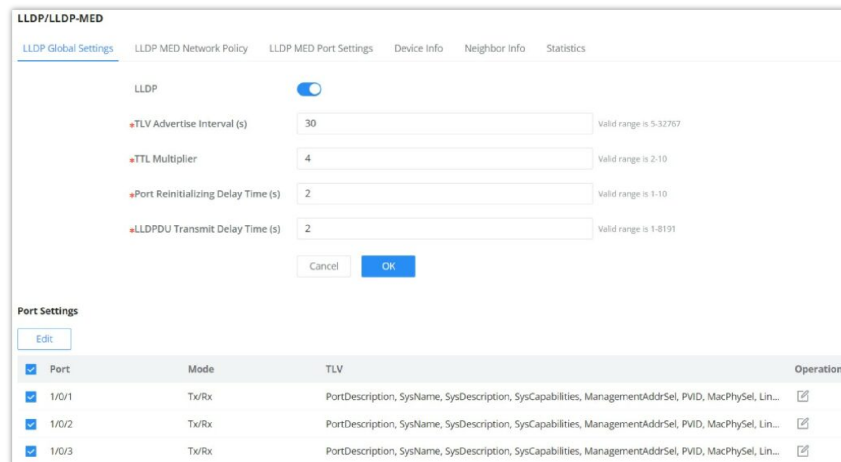 LLDP/LLDP-MED
LLDP Global Settings LLDP MED Network Policy LLDP MED Port Settings Device Info Neighbor Info Statistics
LLDP
*TLV Advertise Interval (s) 30 Valid range is 5-32767
*TTL Multiplier 4 Valid range is 2-10
*Port Reinitializing Delay Time (s) 2 Valid range is 1-10
*LLDPDU Transmit Delay Time (s) 2 Valid range is 1-8191
Cancel OK
Port Settings
Edit
Port Mode TLV Operation
1/0/1 Tx/Rx PortDescription, SysName, SysDescription, SysCapabilities, ManagementAddrSel, PVID, MacPhySel, Lin...
1/0/2 Tx/Rx PortDescription, SysName, SysDescription, SysCapabilities, ManagementAddrSel, PVID, MacPhySel, Lin...
1/0/3 Tx/Rx PortDescription, SysName, SysDescription, SysCapabilities, ManagementAddrSel, PVID, MacPhySel, Lin...